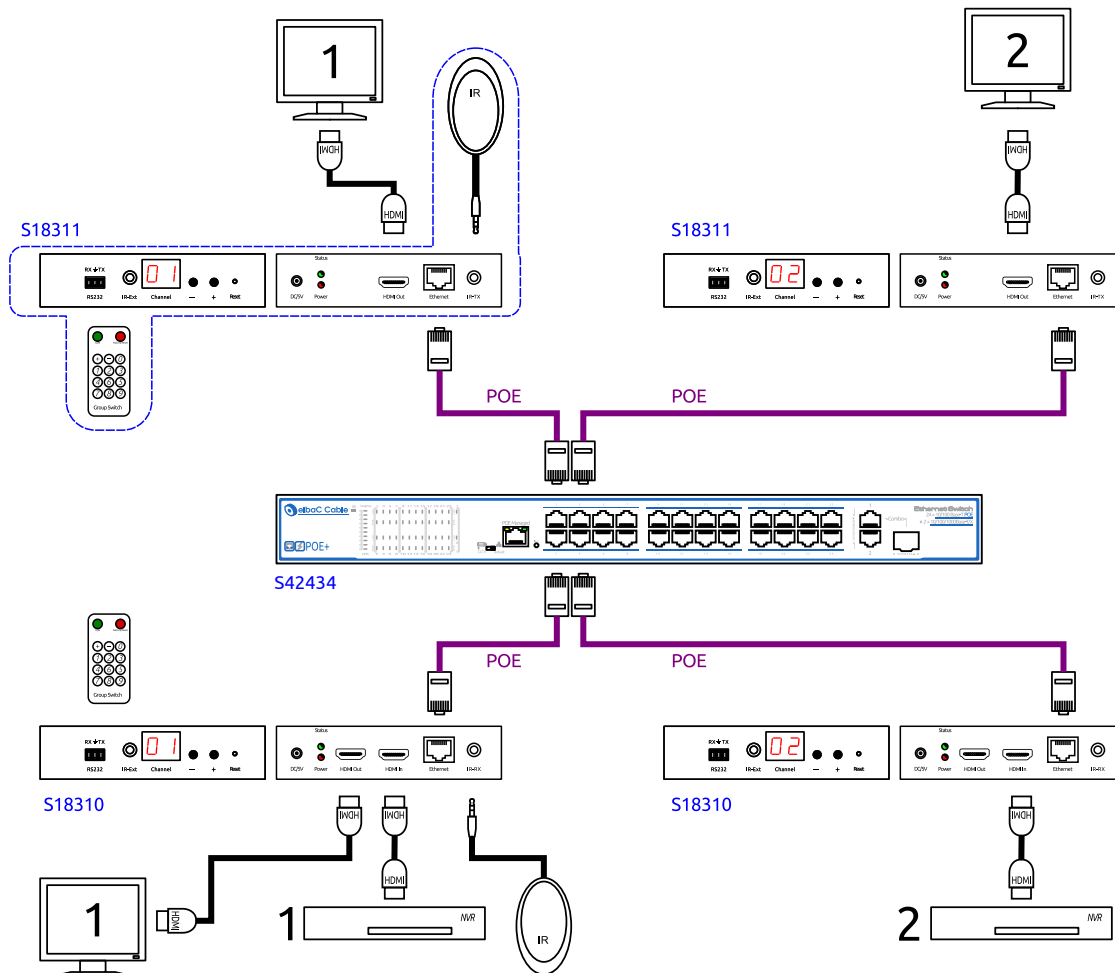 1
2
IR
HDMI
HDMI
HDMI
HDMI
S18311
S18311
RX TX
RS232
IR-Ext
01
Channel
–
+
Reset
Status
DC/5V
Power
HDMI Out
Ethernet
IR-TX
RX TX
RS232
IR-Ext
02
Channel
–
+
Reset
Status
DC/5V
Power
HDMI Out
Ethernet
IR-TX
Group Switch
POE
POE
elbaC Cable
POE+
POE Managed
Combo
Ethernet Switch
S42434
POE
POE
Group Switch
RX TX
RS232
IR-Ext
01
Channel
–
+
Reset
Status
DC/5V
Power
HDMI Out
HDMI In
Ethernet
IR-RX
RX TX
RS232
IR-Ext
02
Channel
–
+
Reset
Status
DC/5V
Power
HDMI Out
HDMI In
Ethernet
IR-RX
S18310
S18310
HDMI
HDMI
HDMI
HDMI
HDMI
HDMI
1
1
NVR
IR
2
NVR